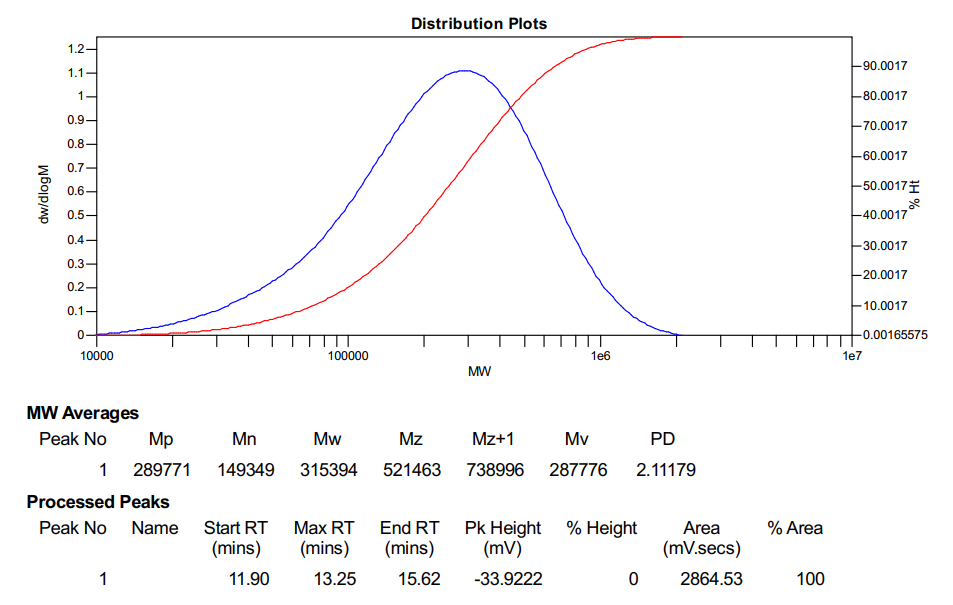 Distribution Plots
dw/dlogM
1.2
1.1
1
0.9
0.8
0.7
0.6
0.5
0.4
0.3
0.2
0.1
0
90.0017
80.0017
70.0017
60.0017
50.0017
40.0017
30.0017
20.0017
10.0017
0.00165575
% Ht
10000 100000 1e6 1e7
MW
MW Averages
Peak No Mp Mn Mw Mz Mz+1 Mv PD
1 289771 149349 315394 521463 738996 287776 2.11179
Processed Peaks
Peak No Name Start RT Max RT End RT Pk Height % Height Area % Area
(mins) (mins) (mins) (mV) (mV.secs)
1 11.90 13.25 15.62 -33.9222 0 2864.53 100